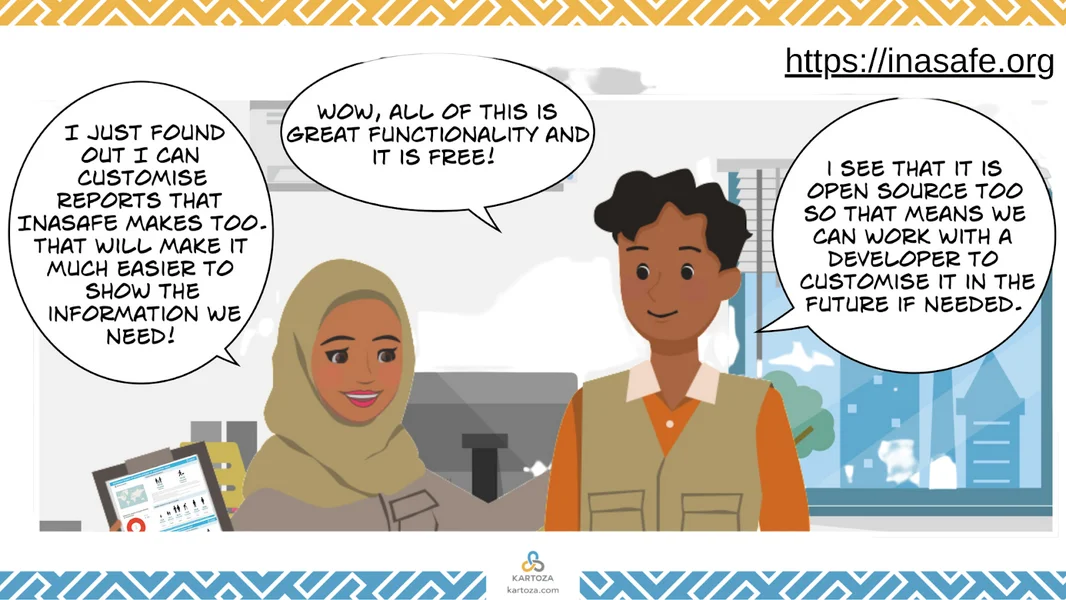 https://inasafe.org
I JUST FOUND
OUT I CAN
CUSTOMISE
REPORTS THAT
INASAFE MAKES TOO.
THAT WILL MAKE IT
MUCH EASIER TO
SHOW THE
INFORMATION WE
NEED!
WOW, ALL OF THIS IS
GREAT FUNCTIONALITY AND
IT IS FREE!
I SEE THAT IT IS
OPEN SOURCE TOO
SO THAT MEANS WE
CAN WORK WITH A
DEVELOPER TO
CUSTOMISE IT IN THE
FUTURE IF NEEDED.
KARTOZA
kartoza.com